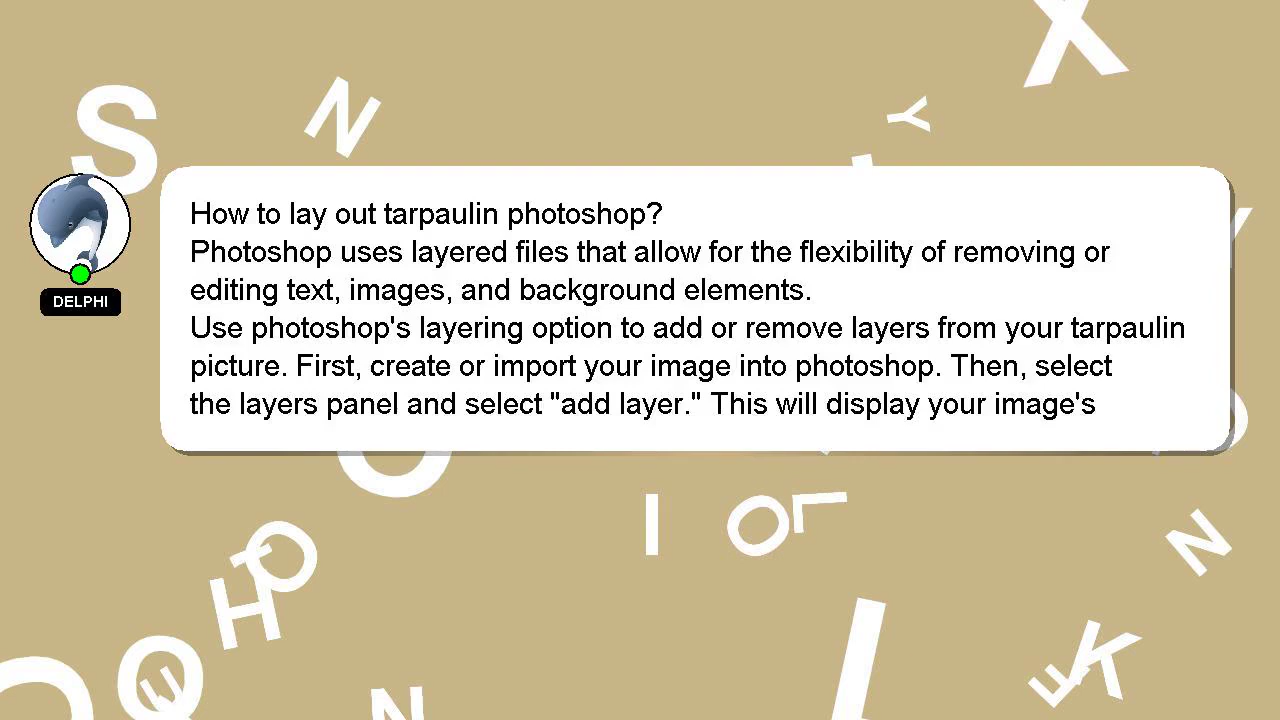 How to lay out tarpaulin photoshop?
Photoshop uses layered files that allow for the flexibility of removing or
editing text, images, and background elements.
Use photoshop's layering option to add or remove layers from your tarpaulin
picture. First, create or import your image into photoshop. Then, select
the layers panel and select "add layer." This will display your image's
DELPHI
S
N
Y
X
I
O
L
N
O
H
T
Q
K
E
N